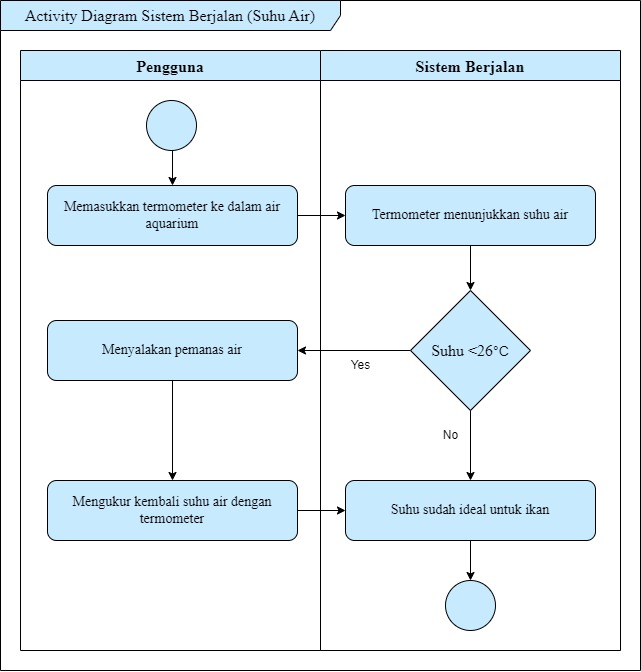 Activity Diagram Sistem Berjalan (Suhu Air)
Pengguna
Sistem Berjalan
Memasukkan termometer ke dalam air
aquarium
Termometer menunjukkan suhu air
Suhu <26°C
Yes
Menyalakan pemanas air
No
Mengukur kembali suhu air dengan
termometer
Suhu sudah ideal untuk ikan